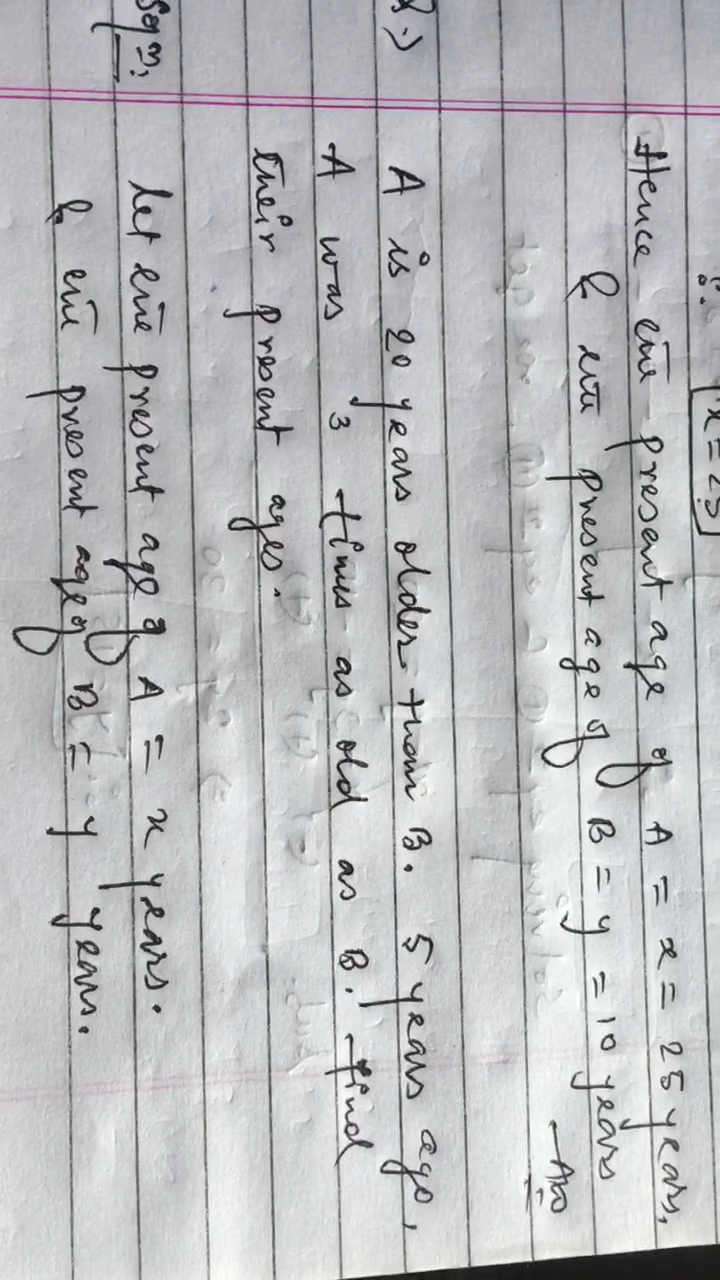 ∴ x = 25
Hence the present age of A = x = 25 years,
& the present age of B = y = 10 years
Ans
A is 20 years older than B. 5 years ago,
A was 3 times as old as B. find
their present ages.
Soln:
Let the present age of A = x years.
& the present age of B = y years.